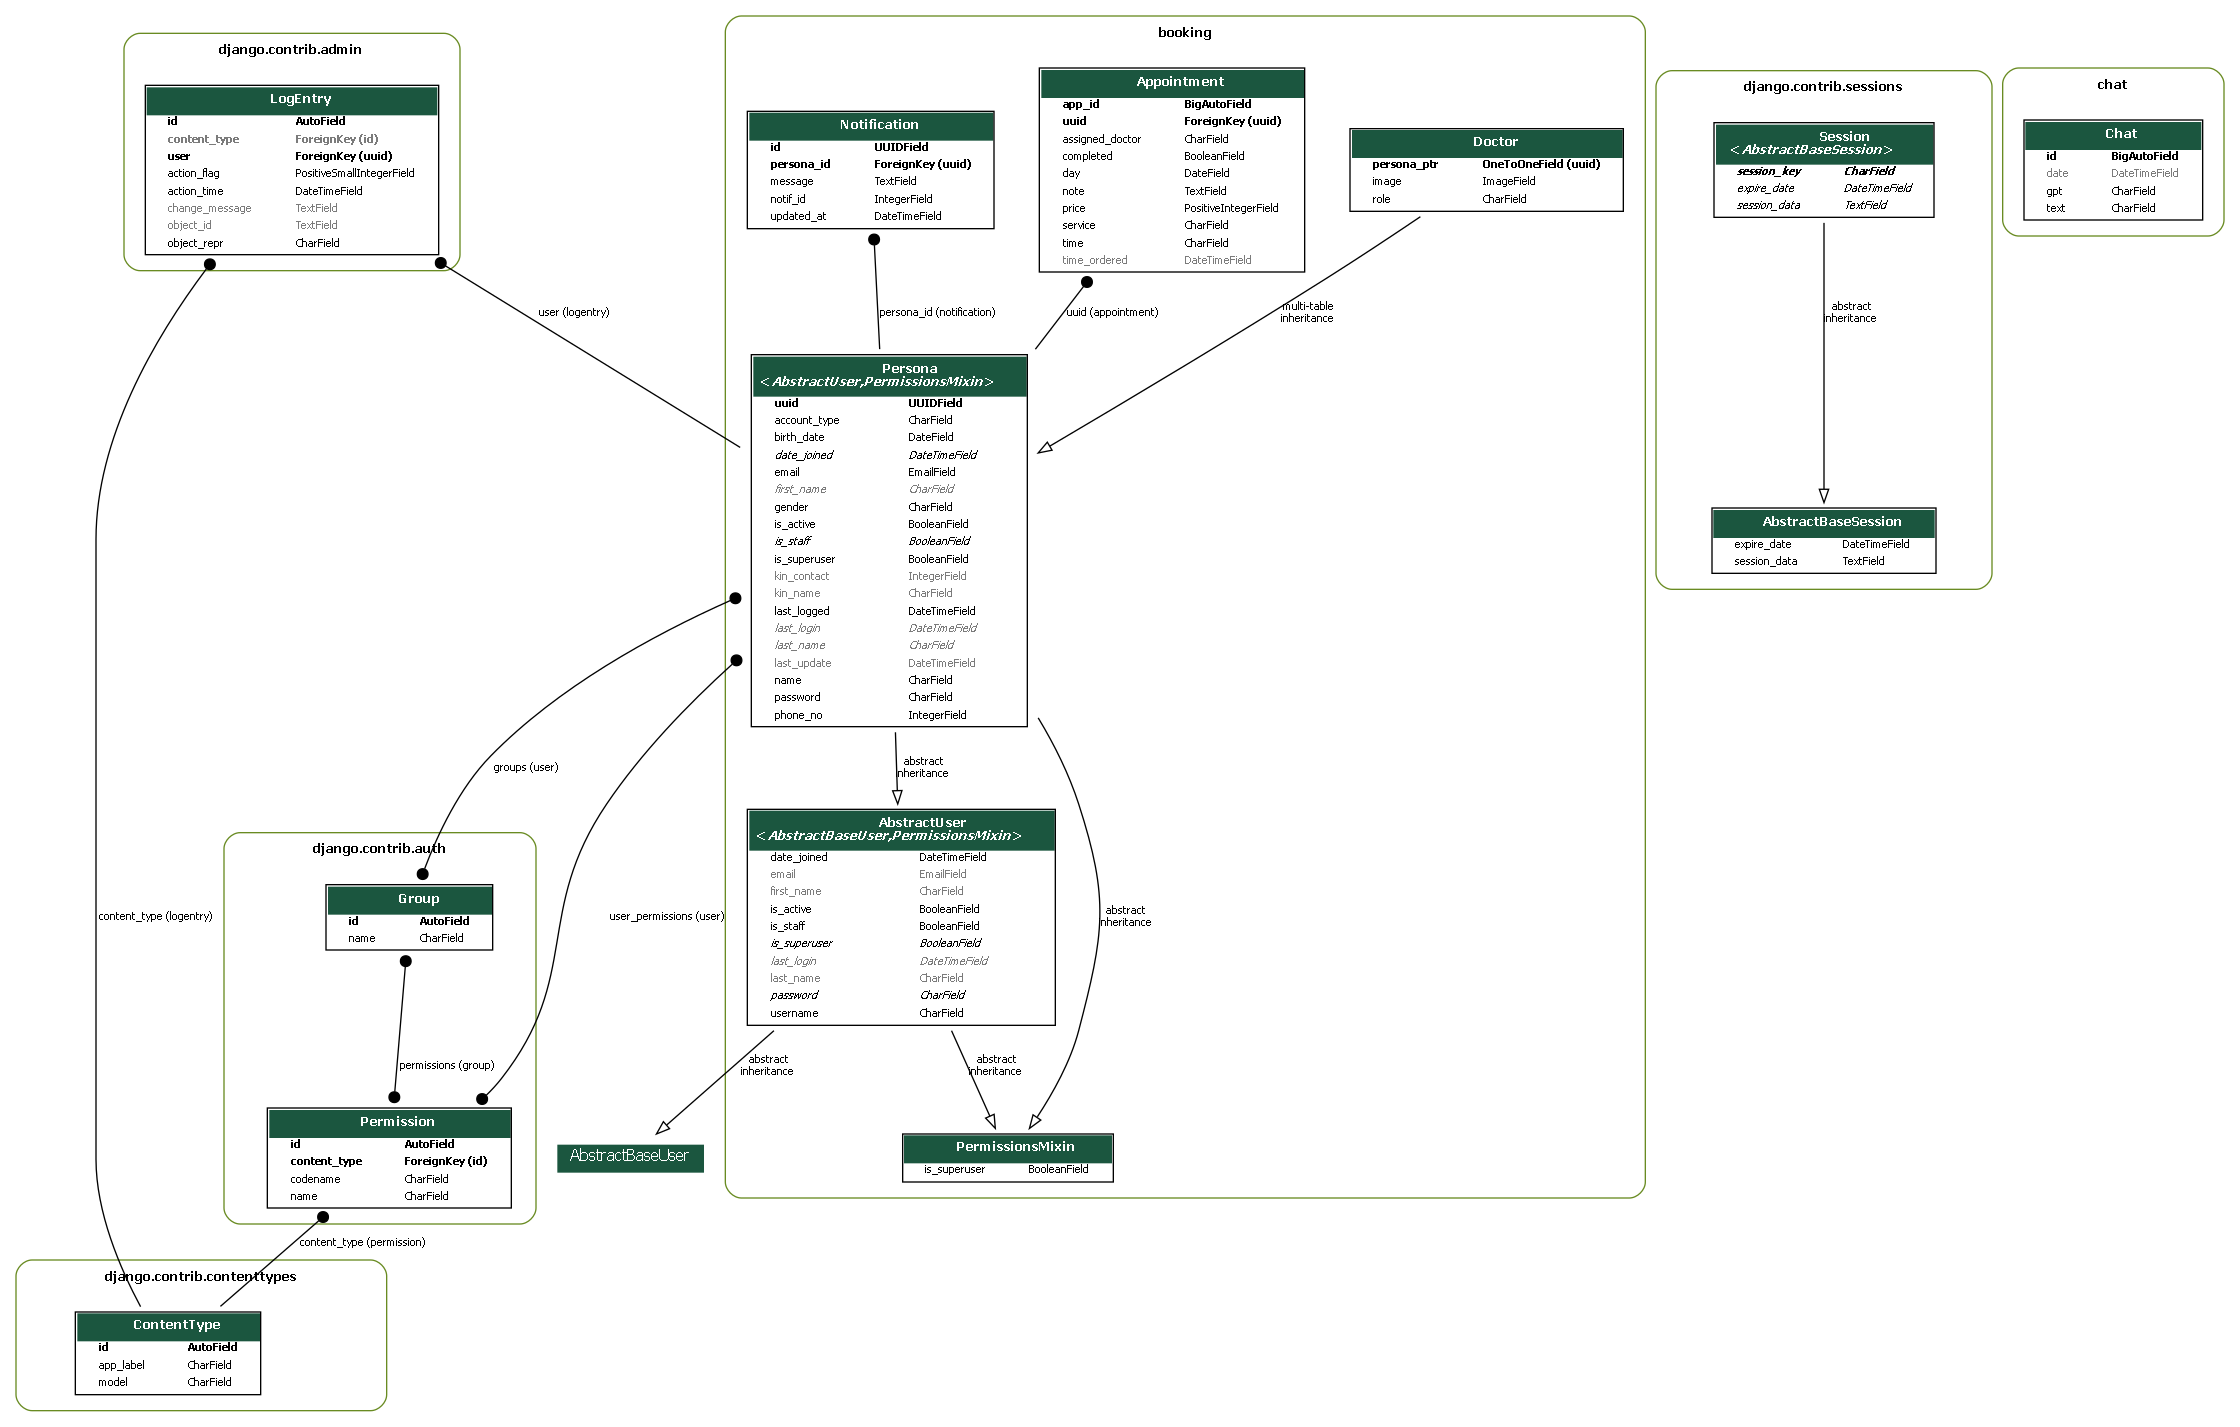 django.contrib.admin
LogEntry
id AutoField
content_type ForeignKey (id)
user ForeignKey (uuid)
action_flag PositiveSmallIntegerField
action_time DateTimeField
change_message TextField
object_id TextField
object_repr CharField
booking
Notification
id UUIDField
persona_id ForeignKey (uuid)
message TextField
notif_id IntegerField
updated_at DateTimeField
Appointment
app_id BigAutoField
uuid ForeignKey (uuid)
assigned_doctor CharField
completed BooleanField
day DateField
note TextField
price PositiveIntegerField
service CharField
time CharField
time_ordered DateTimeField
Doctor
persona_ptr OneToOneField (uuid)
image ImageField
role CharField
django.contrib.sessions
Session
<AbstractBaseSession>
session_key CharField
expire_date DateTimeField
session_data TextField
chat
Chat
id BigAutoField
date DateTimeField
gpt CharField
text CharField
user (logentry)
persona_id (notification)
uuid (appointment)
multi-table
inheritance
abstract
inheritance
Persona
<AbstractUser,PermissionsMixin>
uuid UUIDField
account_type CharField
birth_date DateField
date_joined DateTimeField
email EmailField
first_name CharField
gender CharField
is_active BooleanField
is_staff BooleanField
is_superuser BooleanField
kin_contact IntegerField
kin_name CharField
last_logged DateTimeField
last_login DateTimeField
last_name CharField
last_update DateTimeField
name CharField
password CharField
phone_no IntegerField
AbstractBaseSession
expire_date DateTimeField
session_data TextField
groups (user)
abstract
inheritance
AbstractUser
<AbstractBaseUser,PermissionsMixin>
date_joined DateTimeField
email EmailField
first_name CharField
is_active BooleanField
is_staff BooleanField
is_superuser BooleanField
last_login DateTimeField
last_name CharField
password CharField
username CharField
django.contrib.auth
Group
id AutoField
name CharField
content_type (logentry)
user_permissions (user)
abstract
inheritance
permissions (group)
abstract
inheritance
abstract
inheritance
Permission
id AutoField
content_type ForeignKey (id)
codename CharField
name CharField
AbstractBaseUser
PermissionsMixin
is_superuser BooleanField
content_type (permission)
django.contrib.contenttypes
ContentType
id AutoField
app_label CharField
model CharField